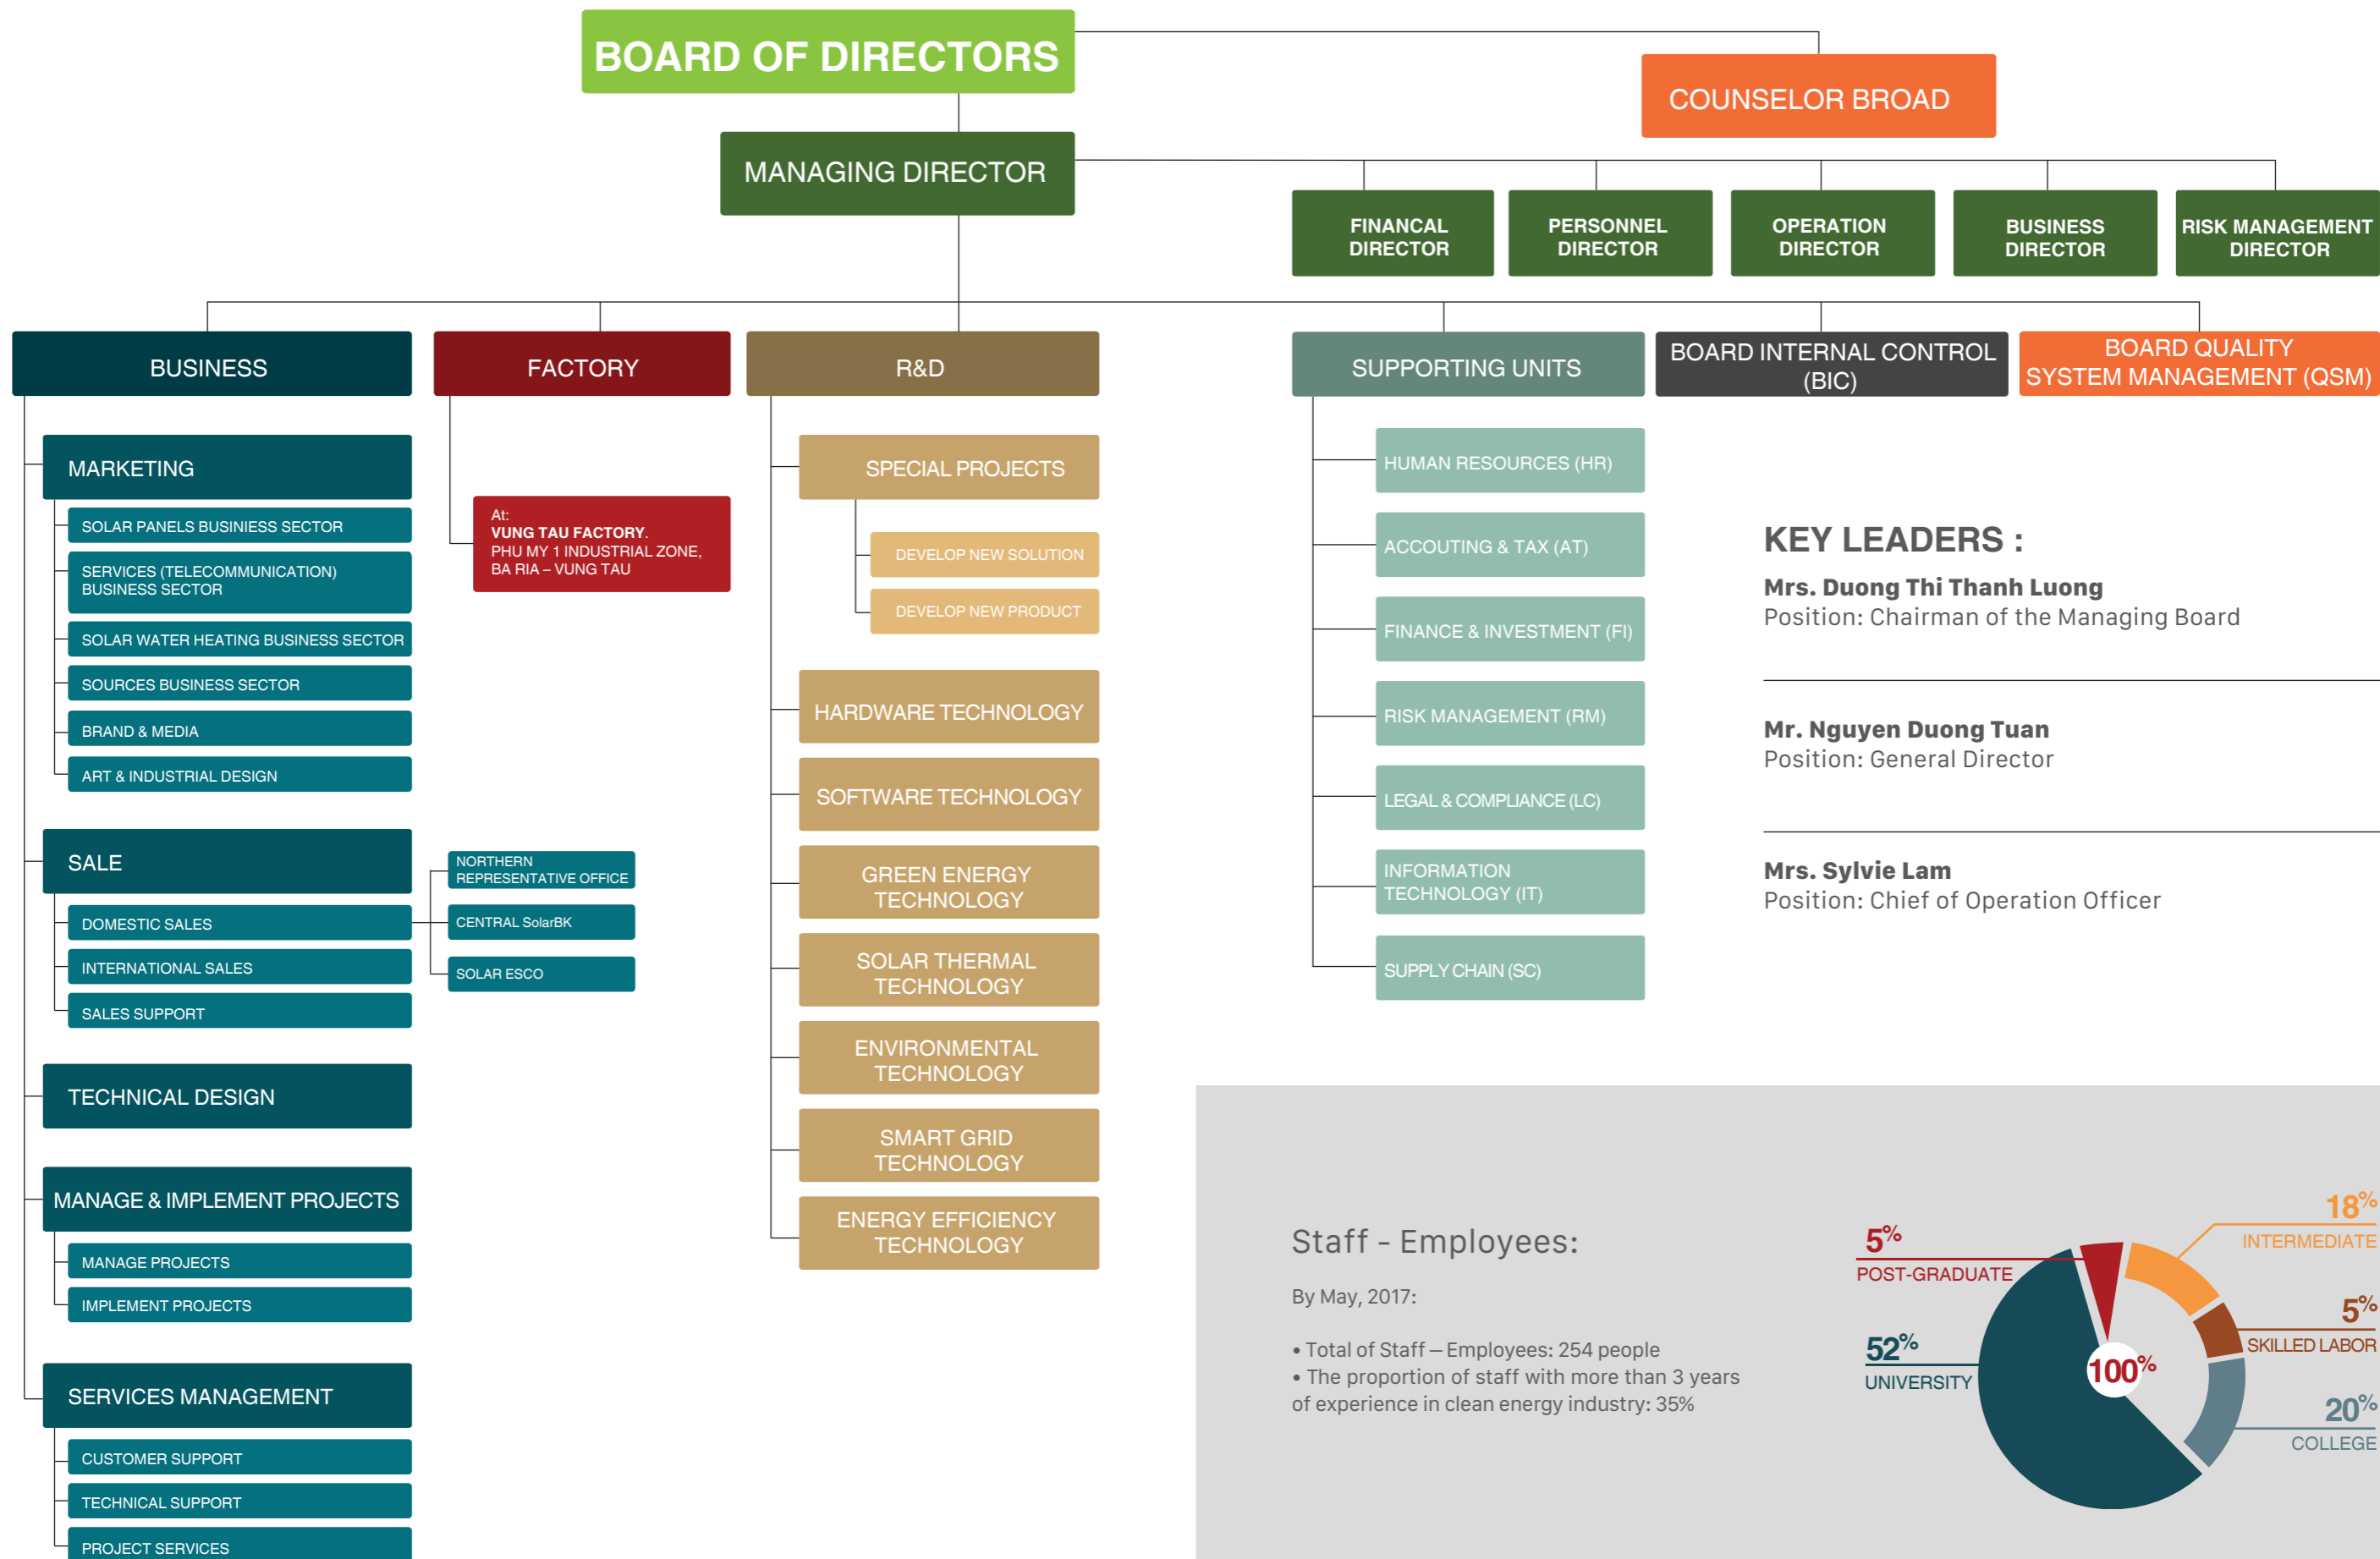 BOARD OF DIRECTORS
COUNSELOR BROAD
MANAGING DIRECTOR
FINANCAL
DIRECTOR
PERSONNEL
DIRECTOR
OPERATION
DIRECTOR
BUSINESS
DIRECTOR
RISK MANAGEMENT
DIRECTOR
BUSINESS
MARKETING
SOLAR PANELS BUSINIESS SECTOR
SERVICES (TELECOMMUNICATION)
BUSINESS SECTOR
SOLAR WATER HEATING BUSINESS SECTOR
SOURCES BUSINESS SECTOR
BRAND & MEDIA
ART & INDUSTRIAL DESIGN
SALE
DOMESTIC SALES
INTERNATIONAL SALES
SALES SUPPORT
NORTHERN
REPRESENTATIVE OFFICE
CENTRAL SolarBK
SOLAR ESCO
TECHNICAL DESIGN
MANAGE & IMPLEMENT PROJECTS
MANAGE PROJECTS
IMPLEMENT PROJECTS
SERVICES MANAGEMENT
CUSTOMER SUPPORT
TECHNICAL SUPPORT
PROJECT SERVICES
FACTORY
At:
VUNG TAU FACTORY.
PHU MY 1 INDUSTRIAL ZONE,
BA RIA – VUNG TAU
R&D
SPECIAL PROJECTS
DEVELOP NEW SOLUTION
DEVELOP NEW PRODUCT
HARDWARE TECHNOLOGY
SOFTWARE TECHNOLOGY
GREEN ENERGY
TECHNOLOGY
SOLAR THERMAL
TECHNOLOGY
ENVIRONMENTAL
TECHNOLOGY
SMART GRID
TECHNOLOGY
ENERGY EFFICIENCY
TECHNOLOGY
SUPPORTING UNITS
HUMAN RESOURCES (HR)
ACCOUTING & TAX (AT)
FINANCE & INVESTMENT (FI)
RISK MANAGEMENT (RM)
LEGAL & COMPLIANCE (LC)
INFORMATION
TECHNOLOGY (IT)
SUPPLY CHAIN (SC)
BOARD INTERNAL CONTROL
(BIC)
BOARD QUALITY
SYSTEM MANAGEMENT (QSM)
KEY LEADERS :
Mrs. Duong Thi Thanh Luong
Position: Chairman of the Managing Board
Mr. Nguyen Duong Tuan
Position: General Director
Mrs. Sylvie Lam
Position: Chief of Operation Officer
Staff - Employees:
By May, 2017:
• Total of Staff – Employees: 254 people
• The proportion of staff with more than 3 years
of experience in clean energy industry: 35%
5%
POST-GRADUATE
52%
UNIVERSITY
100%
18%
INTERMEDIATE
5%
SKILLED LABOR
20%
COLLEGE